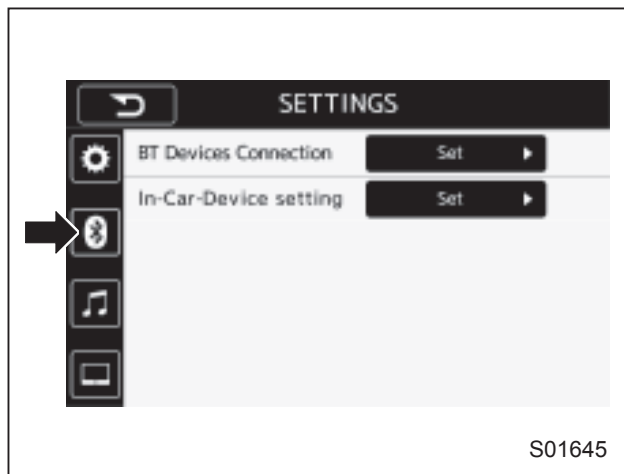 SETTINGS
BT Devices Connection Set
In-Car-Device setting Set
S01645